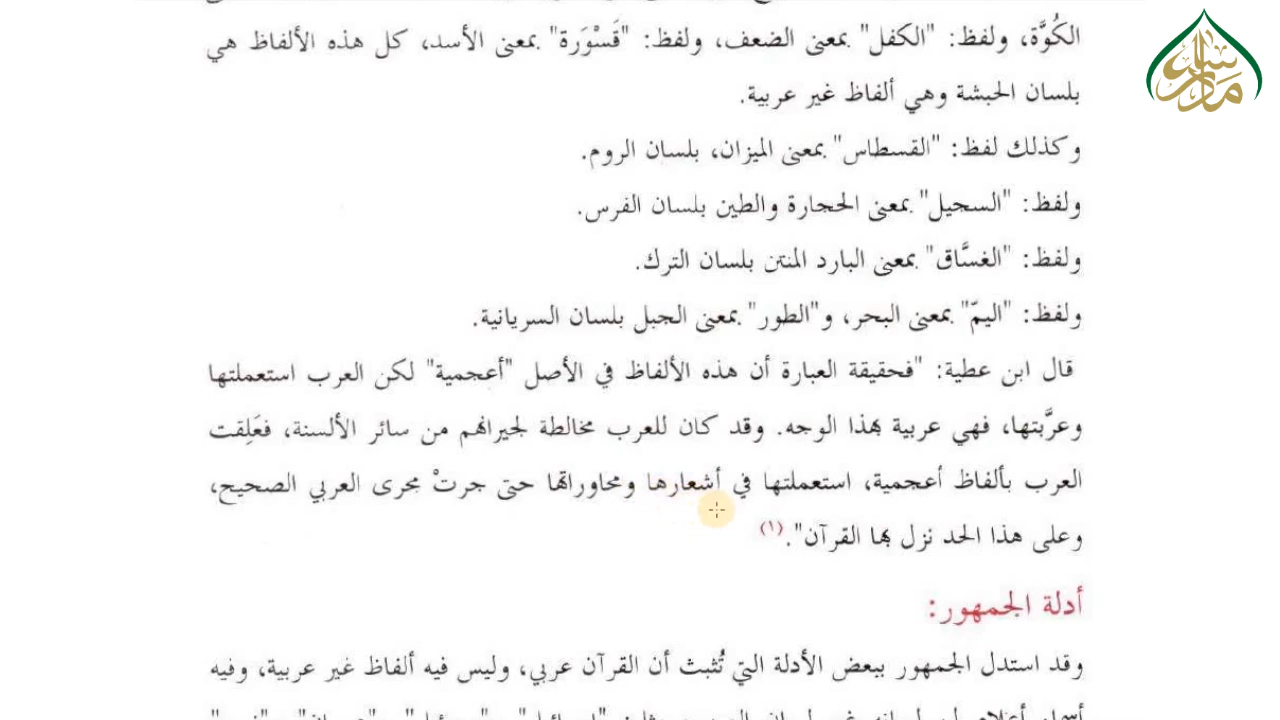 الكُوَّة، ولفظ: "الكفل" بمعنى الضعف، ولفظ: "قَسْوَرة" بمعنى الأسد، كل هذه الألفاظ هي
بلسان الحبشة وهي ألفاظ غير عربية.
وكذلك لفظ: "القسطاس" بمعنى الميزان، بلسان الروم.
ولفظ: "السجيل" بمعنى الحجارة والطين بلسان الفرس.
ولفظ: "الغسَّاق" بمعنى البارد المنتن بلسان الترك.
ولفظ: "اليمّ" بمعنى البحر، و"الطور" بمعنى الجبل بلسان السريانية.
قال ابن عطية: "فحقيقة العبارة أن هذه الألفاظ في الأصل "أعجمية" لكن العرب استعملتها
وعرَّبتها، فهي عربية بهذا الوجه. وقد كان للعرب مخالطة لجيرانهم من سائر الألسنة، فعَلِقت
العرب بألفاظ أعجمية، استعملتها في أشعارها ومحاوراتها حتى جرتْ مجرى العربي الصحيح،
وعلى هذا الحد نزل بها القرآن".(١)
أدلة الجمهور:
وقد استدل الجمهور ببعض الأدلة التي تُثبث أن القرآن عربي، وليس فيه ألفاظ غير عربية، وفيه